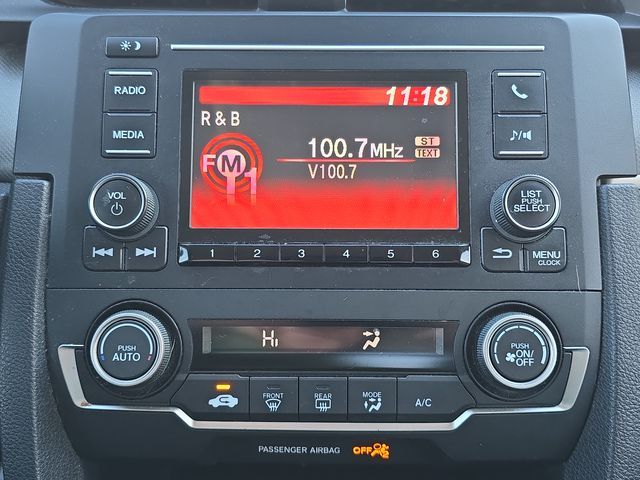 RADIO
MEDIA
VOL
11:18
R & B
FM1
100.7MHz
ST
TEXT
V100.7
LIST
PUSH
SELECT
MENU
CLOCK
1 2 3 4 5 6
PUSH
AUTO
Hi
PUSH
ON/
OFF
FRONT
REAR
MODE
A/C
PASSENGER AIRBAG OFF